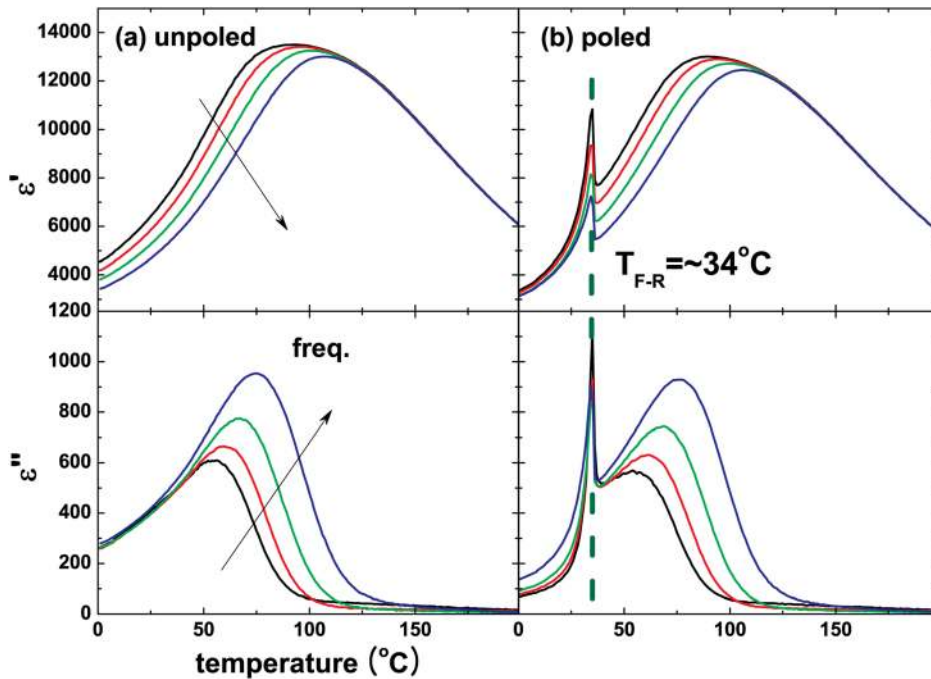 (a) unpoled
(b) poled
14000
12000
10000
8000
6000
4000
ε'
T_F-R=~34°C
1200
1000
800
600
400
200
0
ε"
freq.
0 50 100 150
0 50 100 150
temperature (°C)
temperature (°C)